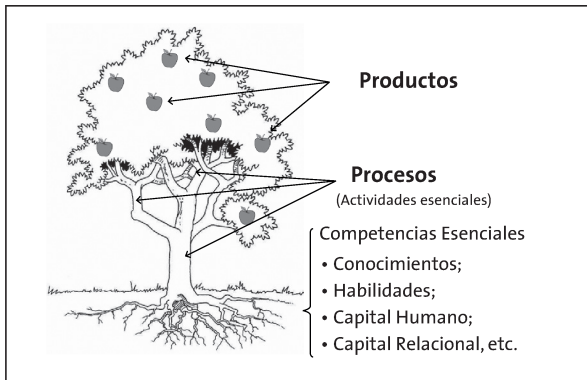 Productos
Procesos
(Actividades esenciales)
Competencias Esenciales
• Conocimientos;
• Habilidades;
• Capital Humano;
• Capital Relacional, etc.